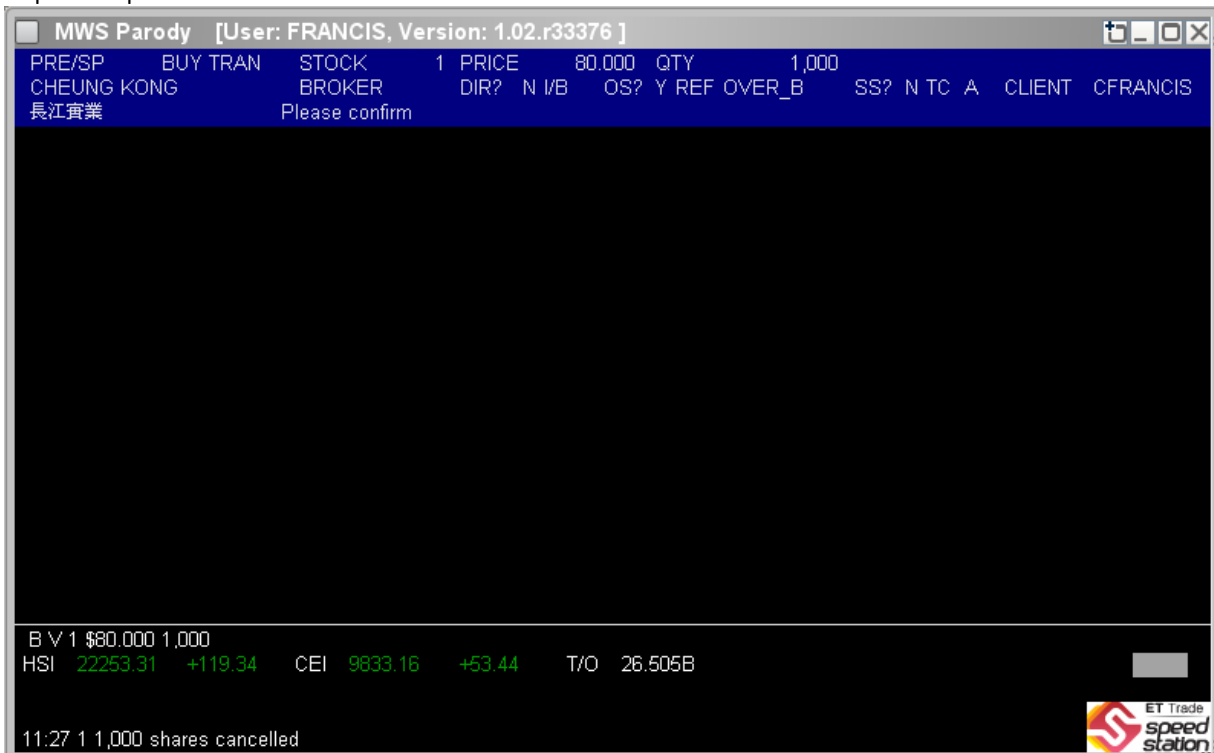 MWS Parody [User: FRANCIS, Version: 1.02.r33376 ]
PRE/SP BUY TRAN STOCK 1 PRICE 80.000 QTY 1,000
CHEUNG KONG BROKER DIR? N I/B OS? Y REF OVER_B SS? N TC A CLIENT CFRANCIS
長江實業 Please confirm
B V 1 $80.000 1,000
HSI 22253.31 +119.34 CEI 9833.16 +53.44 T/O 26.505B
11:27 1 1,000 shares cancelled
ET Trade
speed
station